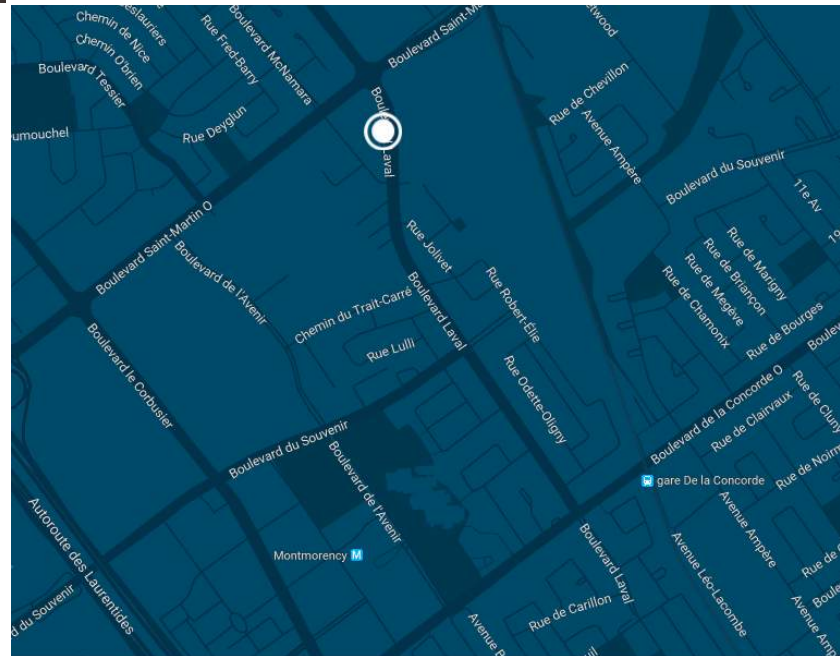 Chemin de Nice
Chemin O'brien
Boulevard Tessier
Rue Fred-Barry
Boulevard McNamara
Boulevard Saint-M
Rue Deyglun
Rue de Chevillon
Avenue Ampère
Boulevard du Souvenir
11e Av
Boulevard Saint-Martin O
Boulevard de l'Avenir
Rue Jolivet
Boulevard Laval
Rue Robert-Élie
Chemin du Trait-Carré
Rue Lulli
Rue de Marigny
Rue de Briançon
Rue de Megève
Rue de Chamonix
Rue de Bourges
Boulevard le Corbusier
Rue Odette-Oligny
Boulevard du Souvenir
Boulevard de l'Avenir
Boulevard de la Concorde O
Rue de Clairvaux
Rue de Cluny
gare De la Concorde
Autoroute des Laurentides
Montmorency M
Boulevard Laval
Avenue Ampère
Avenue Léo-Lacombe
Rue de Carillon
d du Souvenir